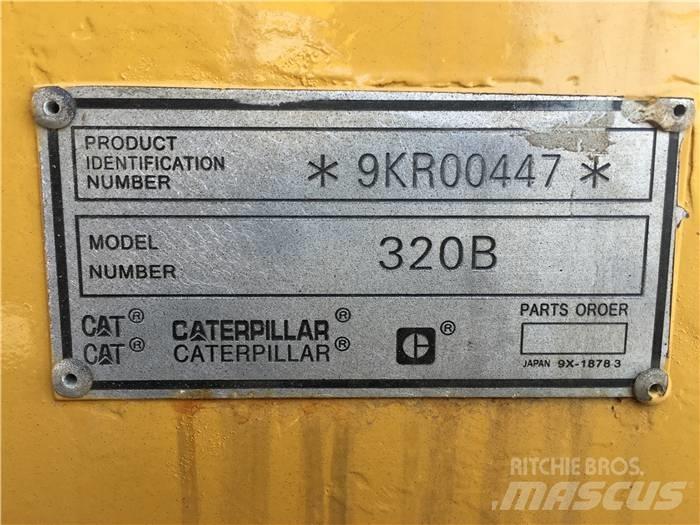 PRODUCT
IDENTIFICATION
NUMBER
* 9KR00447 *
MODEL
NUMBER
320B
CAT® CATERPILLAR® ®
CAT® CATERPILLAR®
PARTS ORDER
JAPAN 9X-1878 3
RITCHIE BROS.
MASCUS